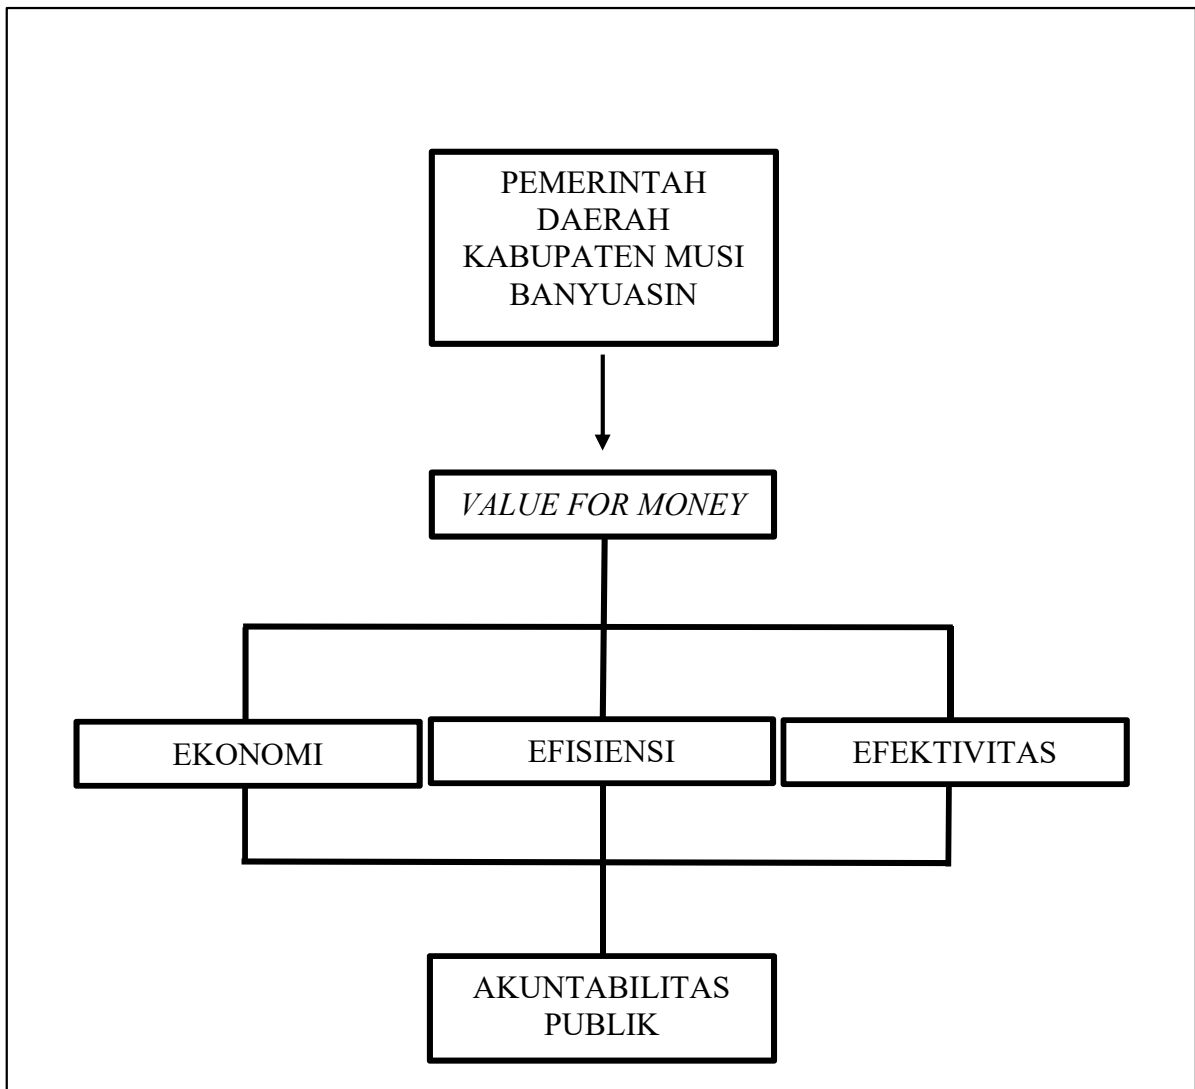 PEMERINTAH
DAERAH
KABUPATEN MUSI
BANYUASIN
VALUE FOR MONEY
EKONOMI
EFISIENSI
EFEKTIVITAS
AKUNTABILITAS
PUBLIK